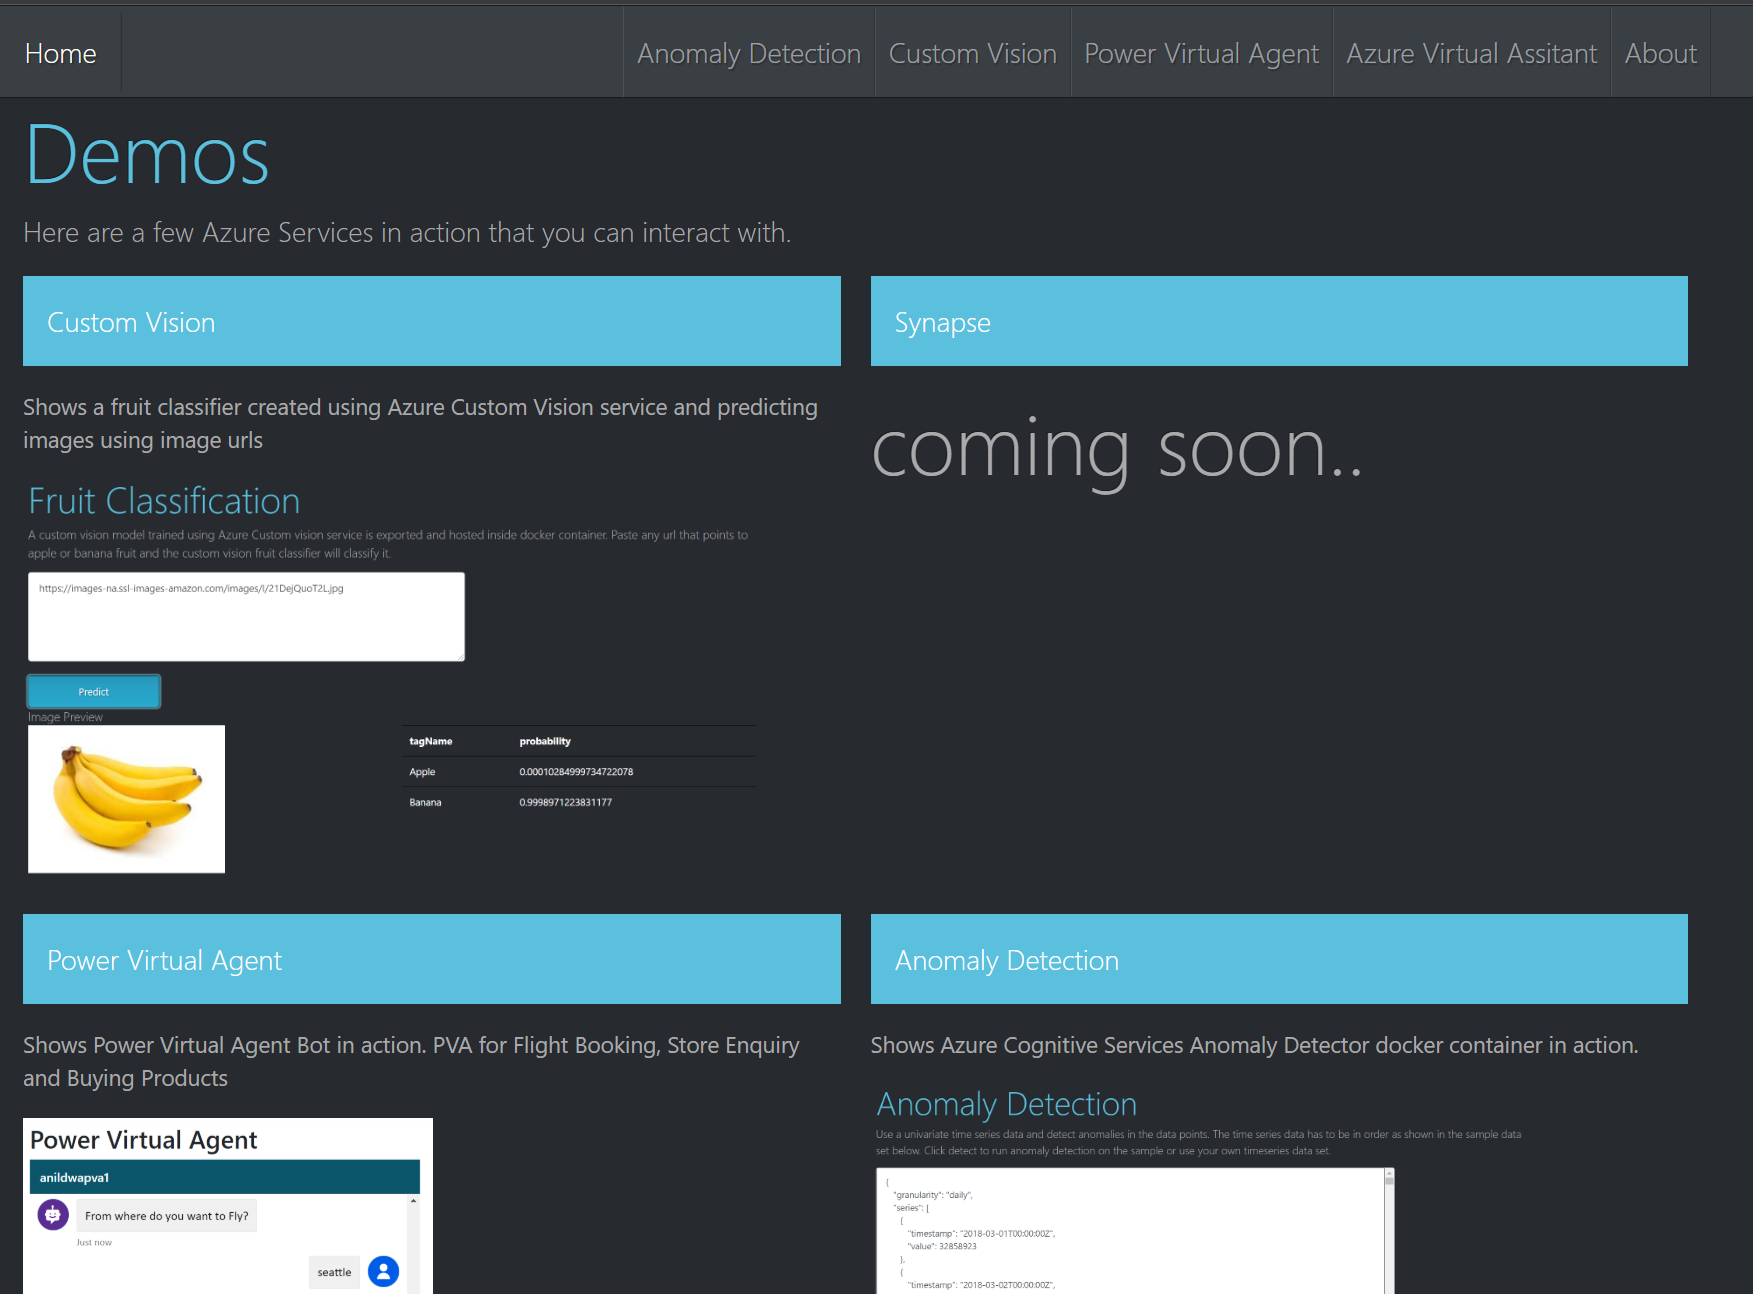 Home
Anomaly Detection
Custom Vision
Power Virtual Agent
Azure Virtual Assitant
About
Demos
Here are a few Azure Services in action that you can interact with.
Custom Vision
Shows a fruit classifier created using Azure Custom Vision service and predicting
images using image urls
Fruit Classification
A custom vision model trained using Azure Custom vision service is exported and hosted inside docker container. Paste any url that points to
apple or banana fruit and the custom vision fruit classifier will classify it.
https://images-na.ssl-images-amazon.com/images/I/21DejQuoT2L.jpg
Predict
Image Preview
tagName probability
Apple 0.00010284999734722078
Banana 0.9998971223831177
Synapse
coming soon..
Power Virtual Agent
Shows Power Virtual Agent Bot in action. PVA for Flight Booking, Store Enquiry
and Buying Products
Power Virtual Agent
anildwapva1
From where do you want to Fly?
Just now
seattle
Anomaly Detection
Shows Azure Cognitive Services Anomaly Detector docker container in action.
Anomaly Detection
Use a univariate time series data and detect anomalies in the data points. The time series data has to be in order as shown in the sample data
set below. Click detect to run anomaly detection on the sample or use your own timeseries data set.
{
"granularity": "daily",
"series": [
{
"timestamp": "2018-03-01T00:00:00Z",
"value": 32858923
},
{
"timestamp": "2018-03-02T00:00:00Z",